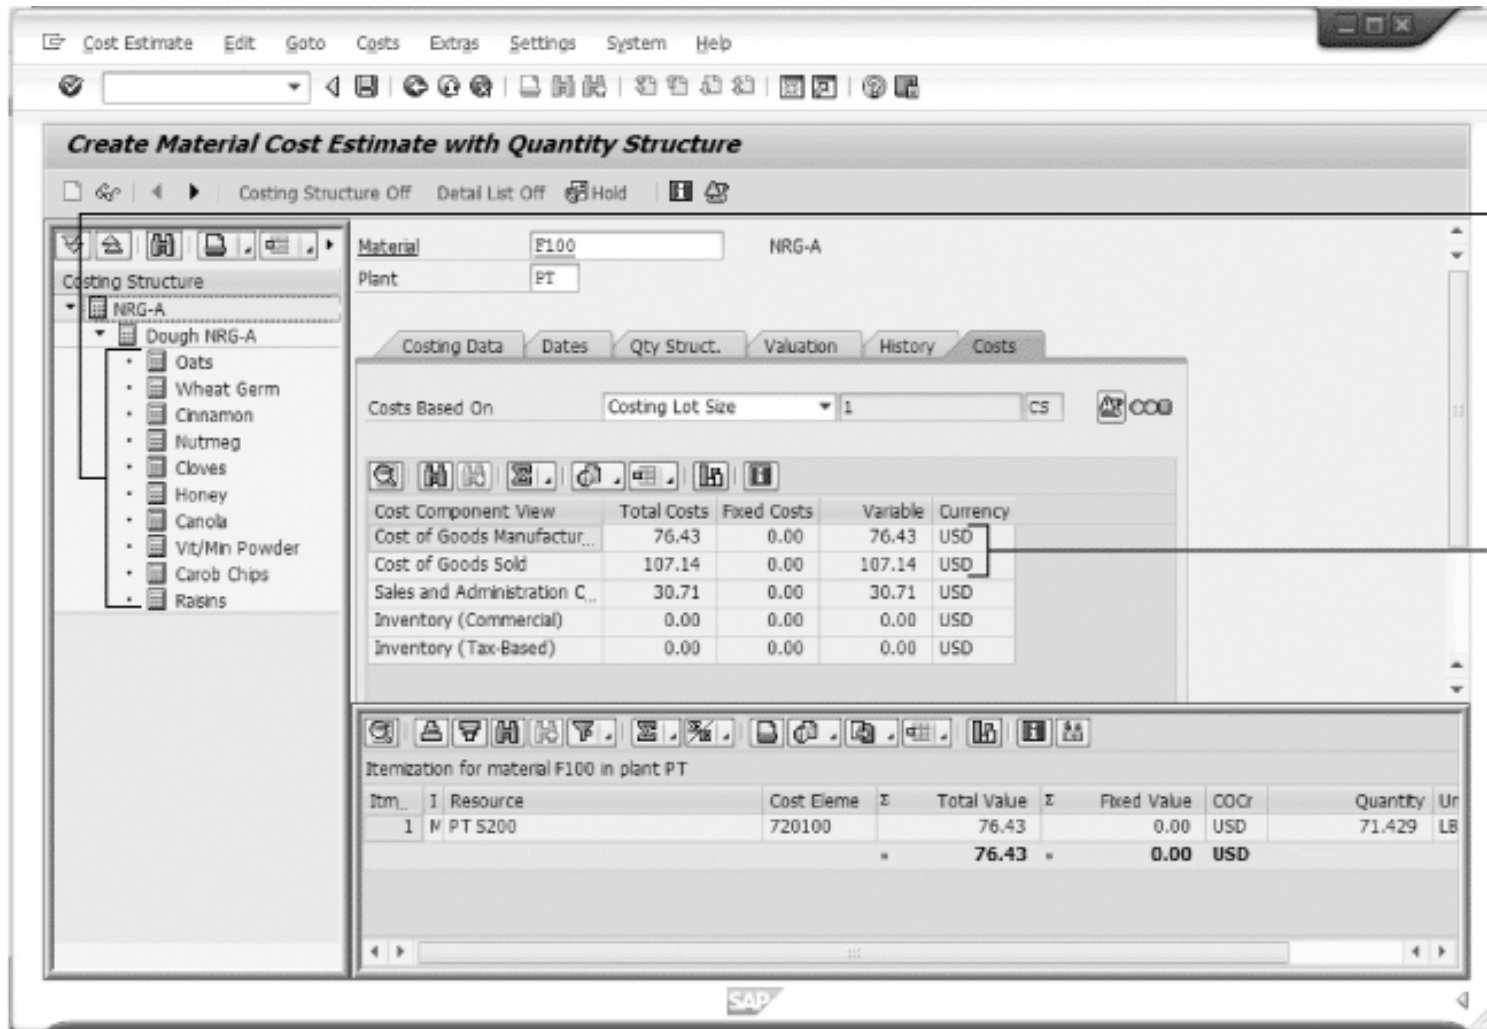 Cost Estimate Edit Goto Costs Extras Settings System Help
Create Material Cost Estimate with Quantity Structure
Costing Structure Off Detail List Off Hold
Costing Structure
NRG-A
Dough NRG-A
Oats
Wheat Germ
Cinnamon
Nutmeg
Cloves
Honey
Canola
Vit/Min Powder
Carob Chips
Raisins
Material F100 NRG-A
Plant PT
Costing Data Dates Qty Struct. Valuation History Costs
Costs Based On Costing Lot Size 1 CS
Cost Component View Total Costs Fixed Costs Variable Currency
Cost of Goods Manufactur... 76.43 0.00 76.43 USD
Cost of Goods Sold 107.14 0.00 107.14 USD
Sales and Administration C... 30.71 0.00 30.71 USD
Inventory (Commercial) 0.00 0.00 0.00 USD
Inventory (Tax-Based) 0.00 0.00 0.00 USD
Itemization for material F100 in plant PT
Itm... I Resource Cost Eleme Σ Total Value Σ Fixed Value COCr Quantity Un
1 M PT S200 720100 76.43 0.00 USD 71.429 LB
76.43 0.00 USD
SAP